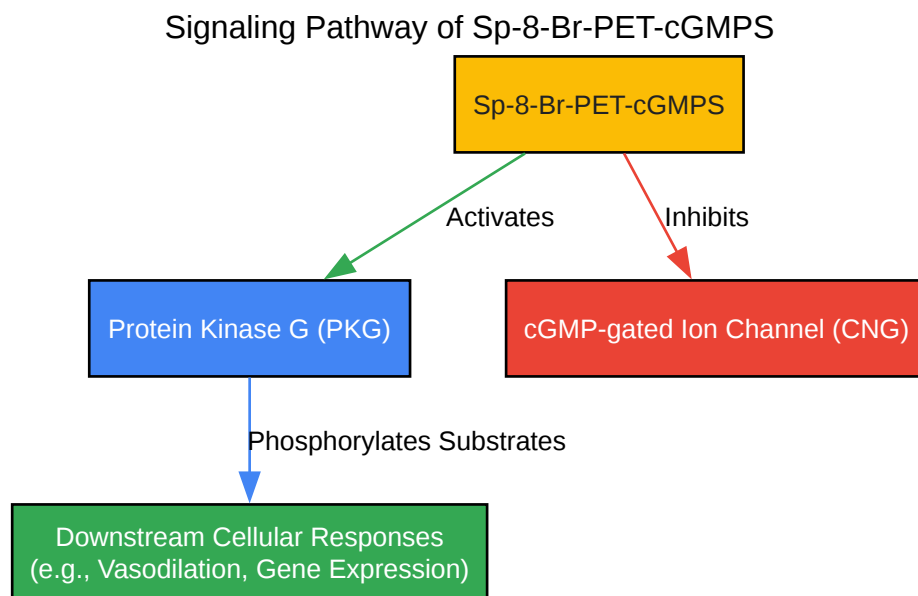 Signaling Pathway of Sp-8-Br-PET-cGMPS
Sp-8-Br-PET-cGMPS
Activates
Inhibits
Protein Kinase G (PKG)
cGMP-gated Ion Channel (CNG)
Phosphorylates Substrates
Downstream Cellular Responses
(e.g., Vasodilation, Gene Expression)